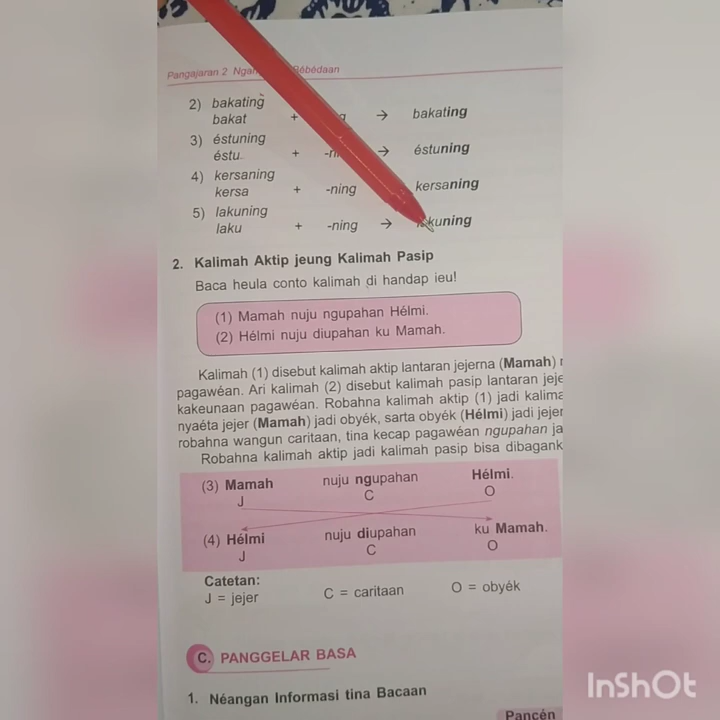 Pangajaran 2 Bébédaan
2) bakating
bakat + → bakating
3) éstuning
éstu + → éstuning
4) kersaning
kersa + -ning kersaning
5) lakuning
laku + -ning → kuning
2. Kalimah Aktip jeung Kalimah Pasip
Baca heula conto kalimah di handap ieu!
(1) Mamah nuju ngupahan Hélmi.
(2) Hélmi nuju diupahan ku Mamah.
Kalimah (1) disebut kalimah aktip lantaran jejerna (Mamah)
pagawéan. Ari kalimah (2) disebut kalimah pasip lantaran
kakeunaan pagawéan. Robahna kalimah aktip (1) jadi
nyaéta jejer (Mamah) jadi obyék, sarta obyék (Hélmi) jadi
robahna wangun caritaan, tina kecap pagawéan ngupahan
Robahna kalimah aktip jadi kalimah pasip bisa
(3) Mamah nuju ngupahan Hélmi.
J C O
(4) Hélmi nuju diupahan ku Mamah.
J C O
Catetan:
J = jejer C = caritaan O = obyék
C. PANGGELAR BASA
1. Néangan Informasi tina Bacaan
Pancén
InShOt